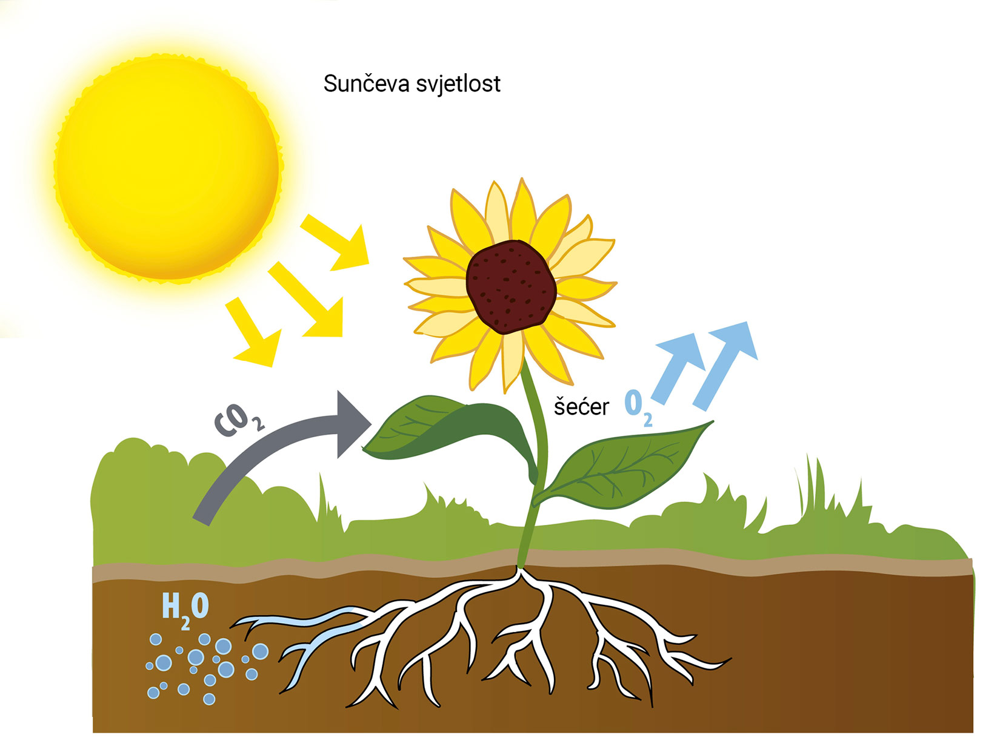 Sunčeva svjetlost
šećer O₂
CO₂
H₂O